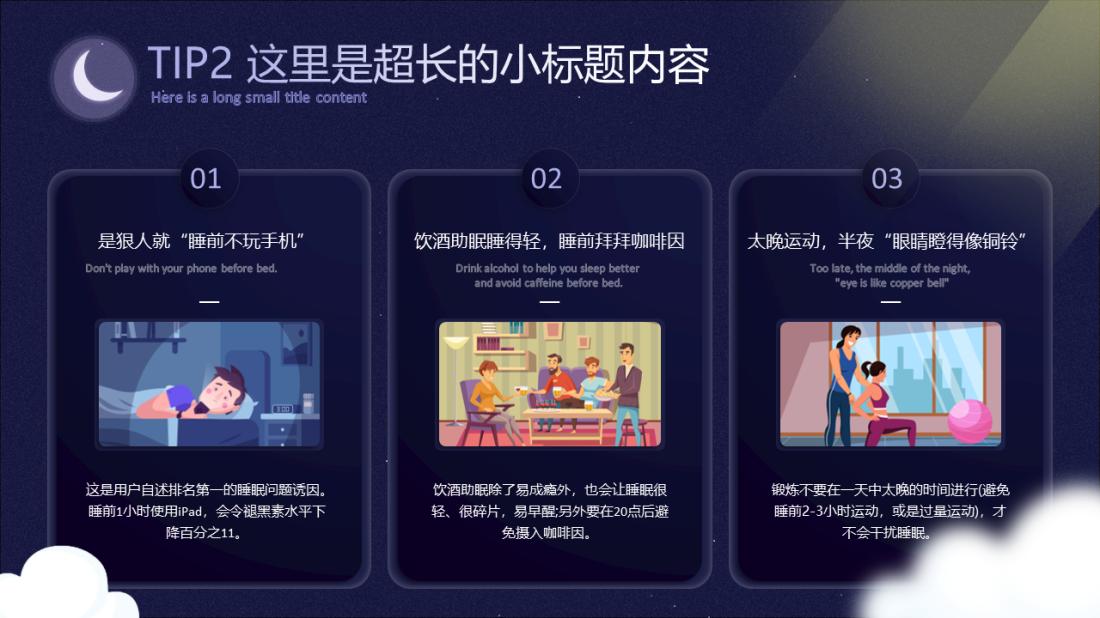 TIP2 这里是超长的小标题内容
Here is a long small title content
01
是狠人就“睡前不玩手机”
Don't play with your phone before bed.
这是用户自述排名第一的睡眠问题诱因。
睡前1小时使用iPad，会令褪黑素水平下
降百分之11。
02
饮酒助眠睡得轻，睡前拜拜咖啡因
Drink alcohol to help you sleep better
and avoid caffeine before bed.
饮酒助眠除了易成瘾外，也会让睡眠很
轻、很碎片，易早醒;另外要在20点后避
免摄入咖啡因。
03
太晚运动，半夜“眼睛瞪得像铜铃”
Too late, the middle of the night,
"eye is like copper bell"
锻炼不要在一天中太晚的时间进行(避免
睡前2-3小时运动，或是过量运动)，才
不会干扰睡眠。